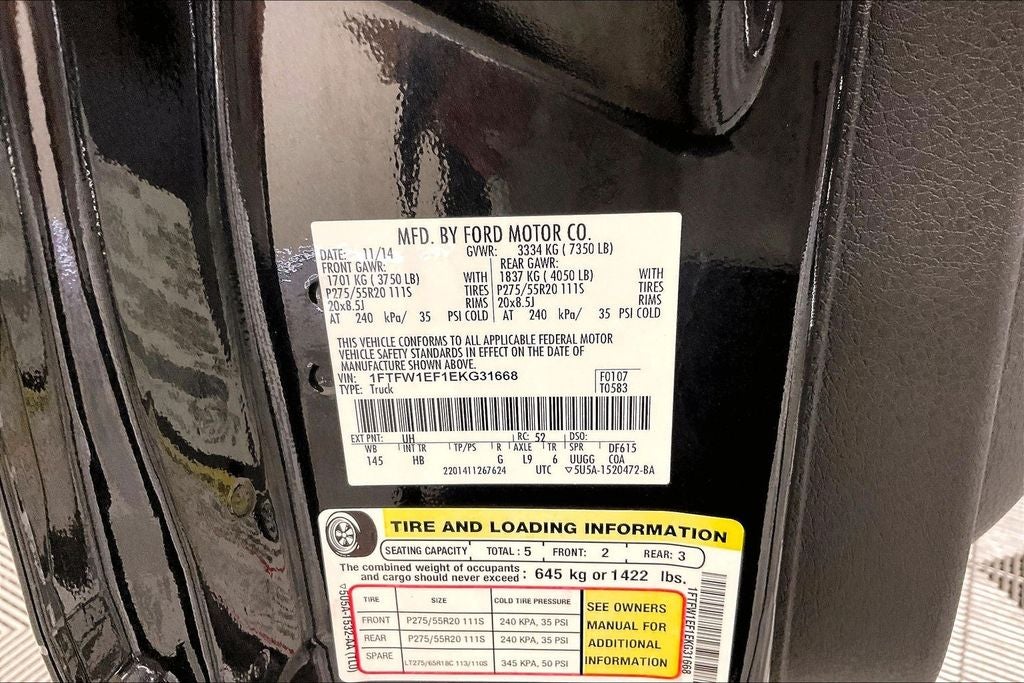 MFD. BY FORD MOTOR CO.
DATE: 11/14 GVWR: 3334 KG ( 7350 LB)
FRONT GAWR: REAR GAWR:
1701 KG ( 3750 LB) WITH 1837 KG ( 4050 LB) WITH
P275/55R20 111S TIRES P275/55R20 111S TIRES
20x8.5J RIMS 20x8.5J RIMS
AT 240 kPa/ 35 PSI COLD AT 240 kPa/ 35 PSI COLD
THIS VEHICLE CONFORMS TO ALL APPLICABLE FEDERAL MOTOR
VEHICLE SAFETY STANDARDS IN EFFECT ON THE DATE OF
MANUFACTURE SHOWN ABOVE.
VIN: 1FTFW1EF1EKG31668 F0107
TYPE: Truck T0583
EXT PNT: UH RC: 52 DSO:
WB INT TR TP/PS R AXLE TR SPR DF615
145 HB G L9 6 UUGG COA
2201411267624 UTC ▽5U5A-1520472-BA
TIRE AND LOADING INFORMATION
SEATING CAPACITY TOTAL : 5 FRONT: 2 REAR: 3
The combined weight of occupants
and cargo should never exceed : 645 kg or 1422 lbs.
TIRE SIZE COLD TIRE PRESSURE
FRONT P275/55R20 111S 240 KPA, 35 PSI
REAR P275/55R20 111S 240 KPA, 35 PSI
SPARE LT275/65R18C 113/110S 345 KPA, 50 PSI
SEE OWNERS
MANUAL FOR
ADDITIONAL
INFORMATION
▽5U5A-1532-AA (TL)
1FTFW1EF1EKG31668